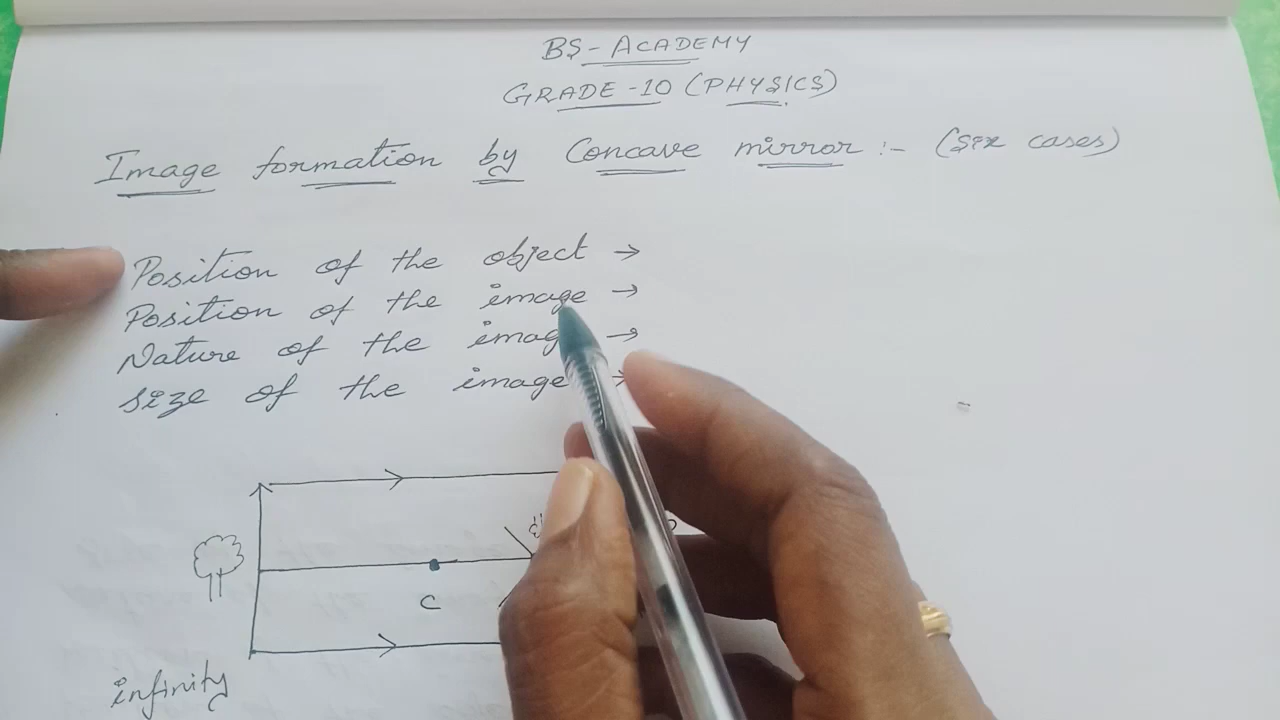 BS-ACADEMY
GRADE-10 (PHYSICS)
Image formation by Concave mirror :- (Six cases)
Position of the object →
Position of the image →
Nature of the image →
Size of the image →
C
infinity